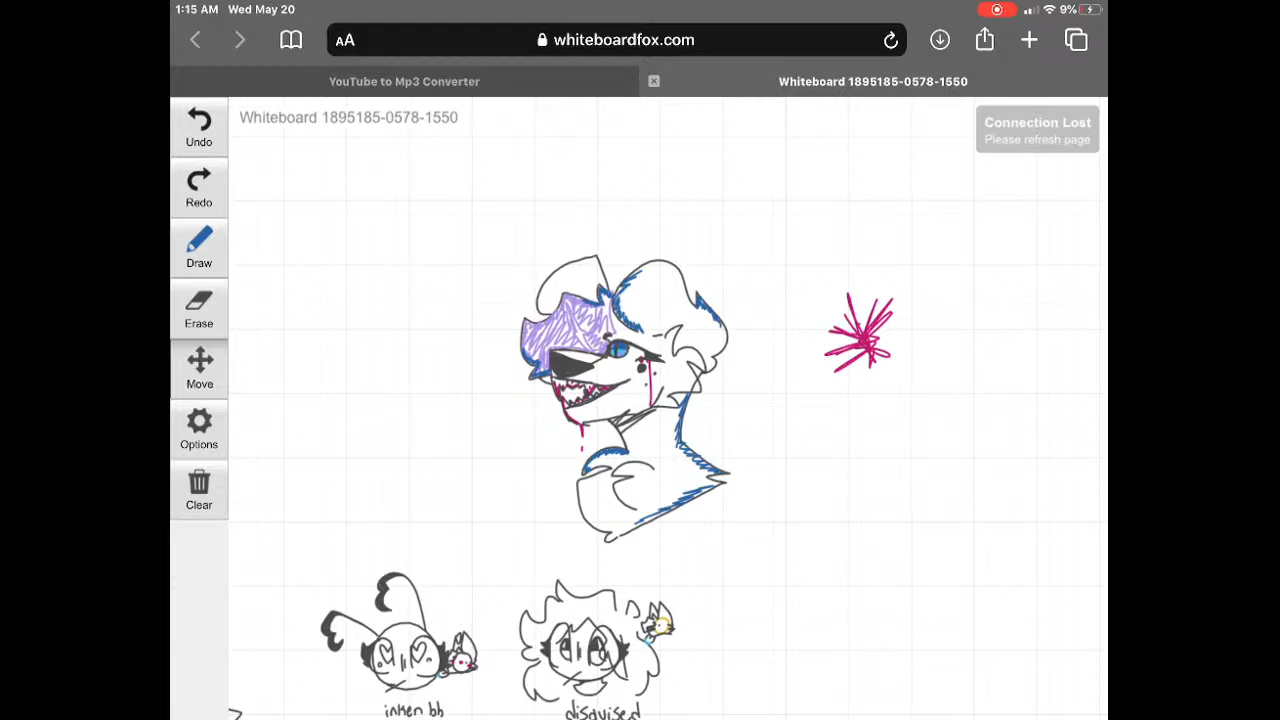 1:15 AM Wed May 20
9%
AA
whiteboardfox.com
YouTube to Mp3 Converter
Whiteboard 1895185-0578-1550
Whiteboard 1895185-0578-1550
Connection Lost
Please refresh page
Undo
Redo
Draw
Erase
Move
Options
Clear
inken bh
disguised